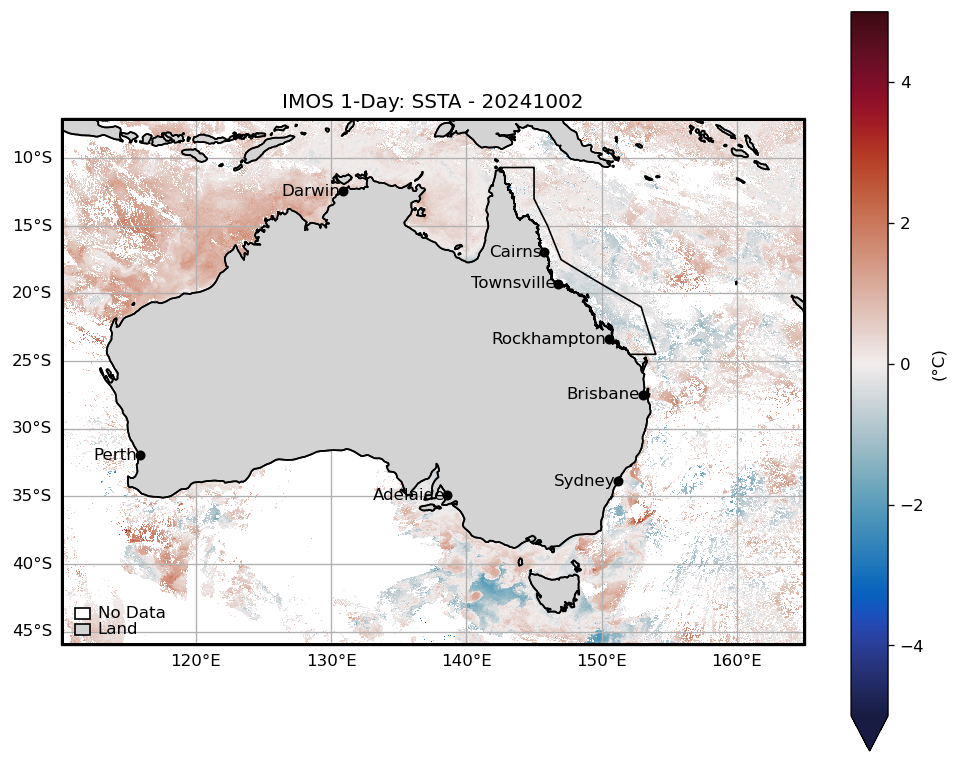 IMOS 1-Day: SSTA - 20241002
10°S
15°S
20°S
25°S
30°S
35°S
40°S
45°S
Darwin
Cairns
Townsville
Rockhampton
Brisbane
Perth
Sydney
Adelaide
No Data
Land
120°E 130°E 140°E 150°E 160°E
4
2
0
−2
−4
(°C)